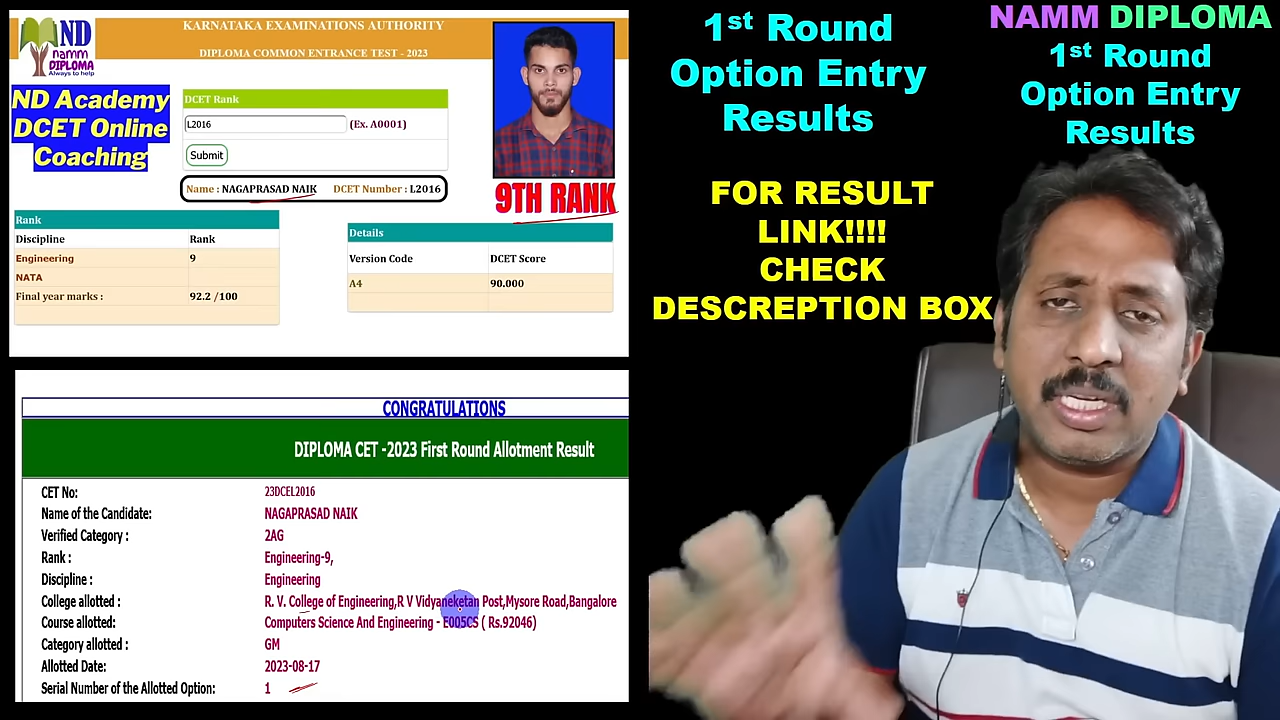 ND
namm
DIPLOMA
Always to help
KARNATAKA EXAMINATIONS AUTHORITY
DIPLOMA COMMON ENTRANCE TEST - 2023
ND Academy
DCET Online
Coaching
DCET Rank
L2016 (Ex. A0001)
Submit
Name : NAGAPRASAD NAIK DCET Number : L2016
9TH RANK
Rank
Discipline Rank
Engineering 9
NATA
Final year marks : 92.2 /100
Details
Version Code DCET Score
A4 90.000
CONGRATULATIONS
DIPLOMA CET -2023 First Round Allotment Result
CET No: 23DCEL2016
Name of the Candidate: NAGAPRASAD NAIK
Verified Category : 2AG
Rank : Engineering-9,
Discipline : Engineering
College allotted : R. V. College of Engineering,R V Vidyaneketan Post,Mysore Road,Bangalore
Course allotted: Computers Science And Engineering - E005CS ( Rs.92046)
Category allotted : GM
Allotted Date: 2023-08-17
Serial Number of the Allotted Option: 1
1st Round
Option Entry
Results
FOR RESULT
LINK!!!!
CHECK
DESCREPTION BOX
NAMM DIPLOMA
1st Round
Option Entry
Results